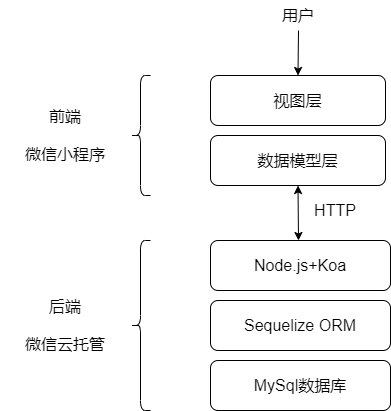 用户
视图层
前端
微信小程序
数据模型层
HTTP
Node.js+Koa
后端
微信云托管
Sequelize ORM
MySql数据库